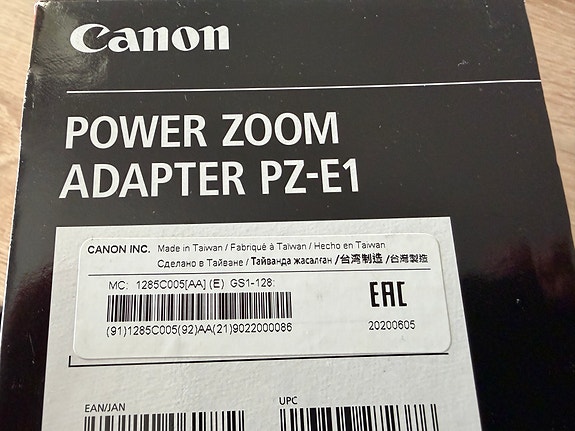 Canon
POWER ZOOM
ADAPTER PZ-E1
CANON INC. Made in Taiwan / Fabriqué à Taïwan / Hecho en Taiwan
Сделано в Тайване / Тайванда жасалған /台湾制造 /台灣製造
MC: 1285C005[AA] (E) GS1-128:
EAC
(91)1285C005(92)AA(21)9022000086
20200605
EAN/JAN
UPC